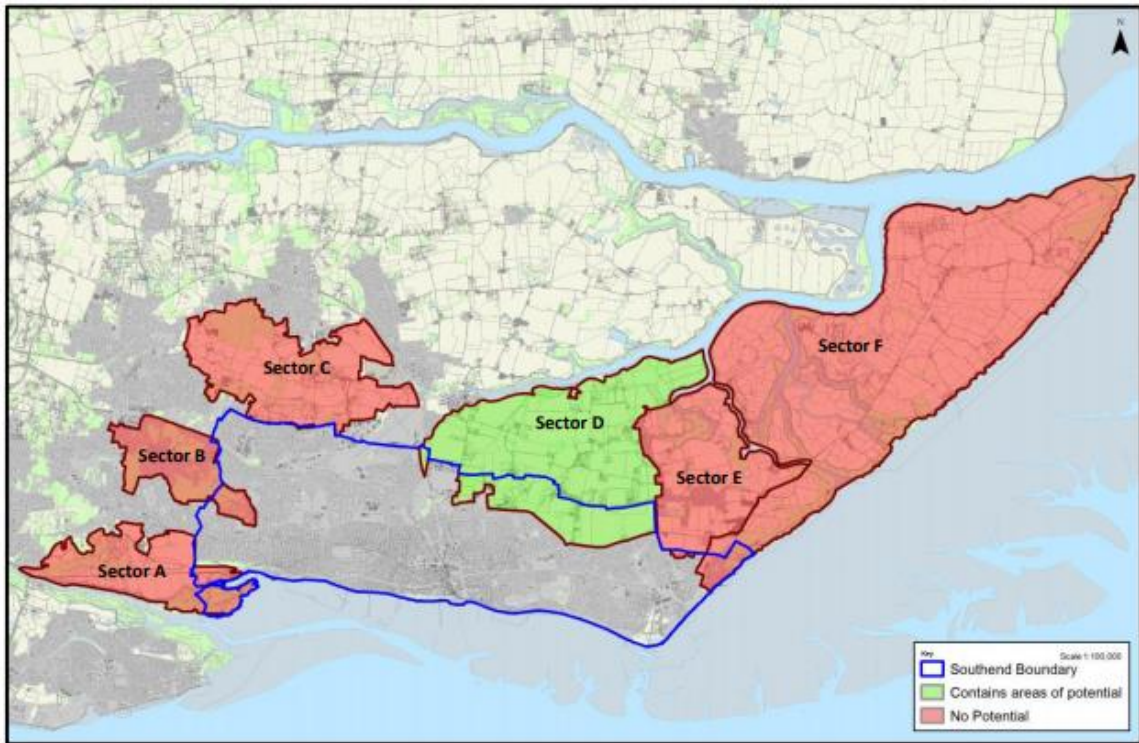 N
Sector F
Sector C
Sector D
Sector B
Sector E
Sector A
Key
Scale 1:100,000
Southend Boundary
Contains areas of potential
No Potential